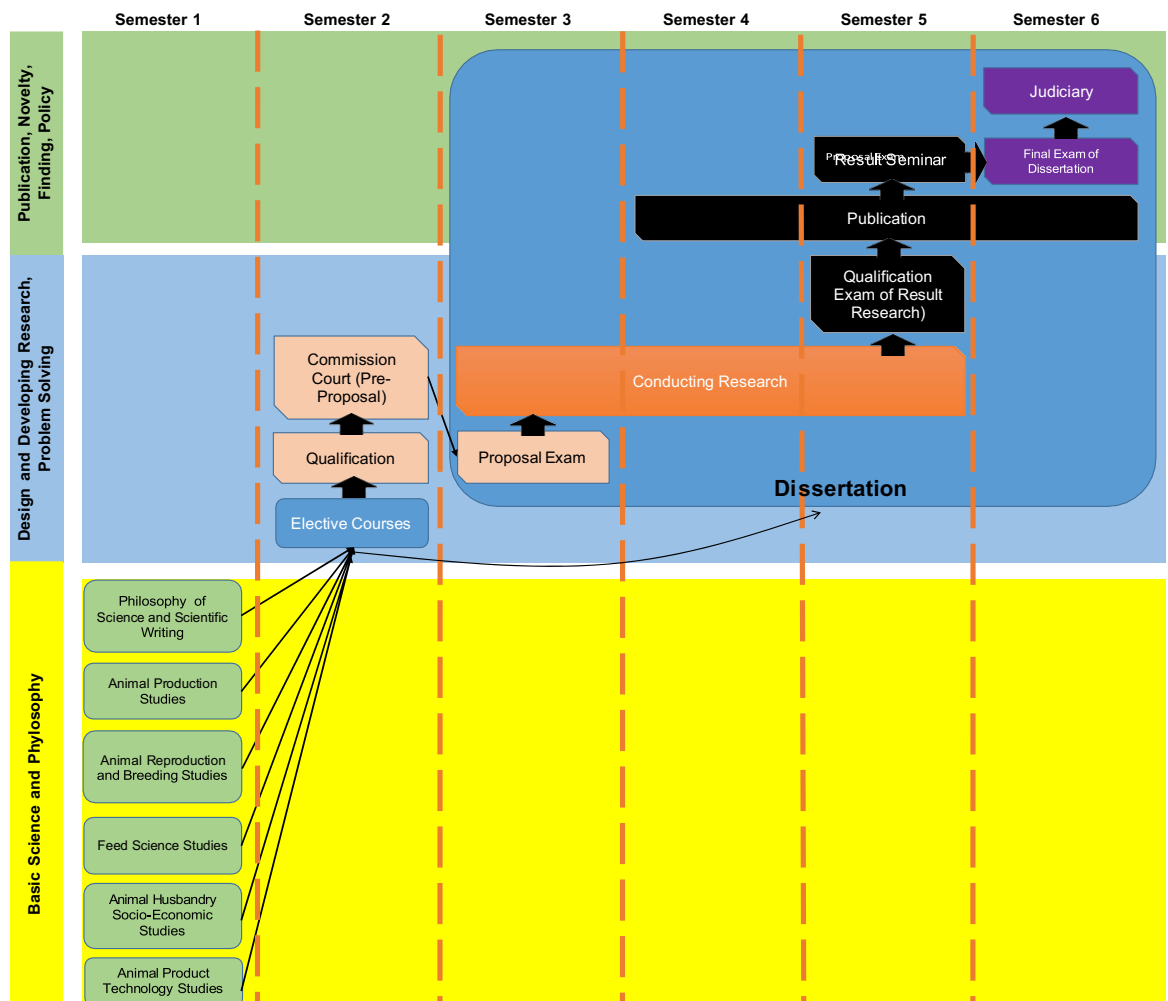 Semester 1
Semester 2
Semester 3
Semester 4
Semester 5
Semester 6
Publication, Novelty,
Finding, Policy
Judiciary
Proposal Exam
Result Seminar
Final Exam of
Dissertation
Publication
Design and Developing Research,
Problem Solving
Qualification
Exam of Result
Research)
Commission
Court (Pre-
Proposal)
Conducting Research
Qualification
Proposal Exam
Dissertation
Elective Courses
Basic Science and Phylosophy
Philosophy of
Science and Scientific
Writing
Animal Production
Studies
Animal Reproduction
and Breeding Studies
Feed Science Studies
Animal Husbandry
Socio-Economic
Studies
Animal Product
Technology Studies